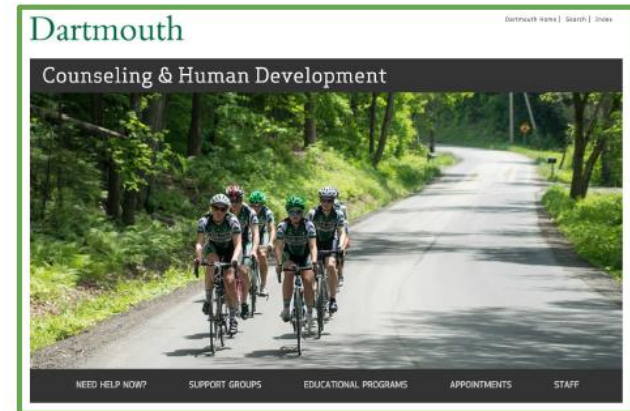 Dartmouth
Dartmouth Home | Search | Index
Counseling & Human Development
NEED HELP NOW? SUPPORT GROUPS EDUCATIONAL PROGRAMS APPOINTMENTS STAFF